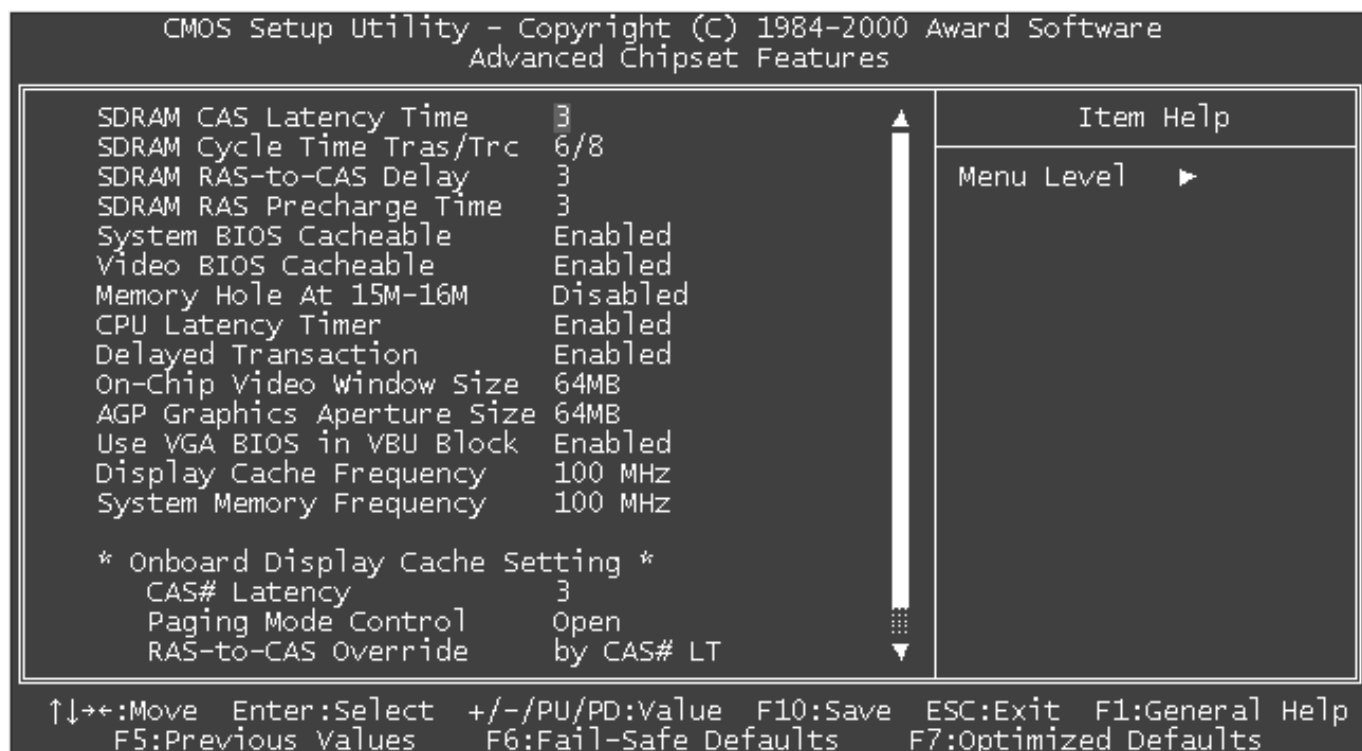 CMOS Setup Utility – Copyright (C) 1984–2000 Award Software
Advanced Chipset Features
SDRAM CAS Latency Time 3
SDRAM Cycle Time Tras/Trc 6/8
SDRAM RAS-to-CAS Delay 3
SDRAM RAS Precharge Time 3
System BIOS Cacheable Enabled
Video BIOS Cacheable Enabled
Memory Hole At 15M-16M Disabled
CPU Latency Timer Enabled
Delayed Transaction Enabled
On-Chip Video Window Size 64MB
AGP Graphics Aperture Size 64MB
Use VGA BIOS in VBU Block Enabled
Display Cache Frequency 100 MHz
System Memory Frequency 100 MHz
* Onboard Display Cache Setting *
CAS# Latency 3
Paging Mode Control Open
RAS-to-CAS Override by CAS# LT
Item Help
Menu Level ►
↑↓→←:Move Enter:Select +/-/PU/PD:Value F10:Save ESC:Exit F1:General Help
F5:Previous Values F6:Fail-Safe Defaults F7:Optimized Defaults